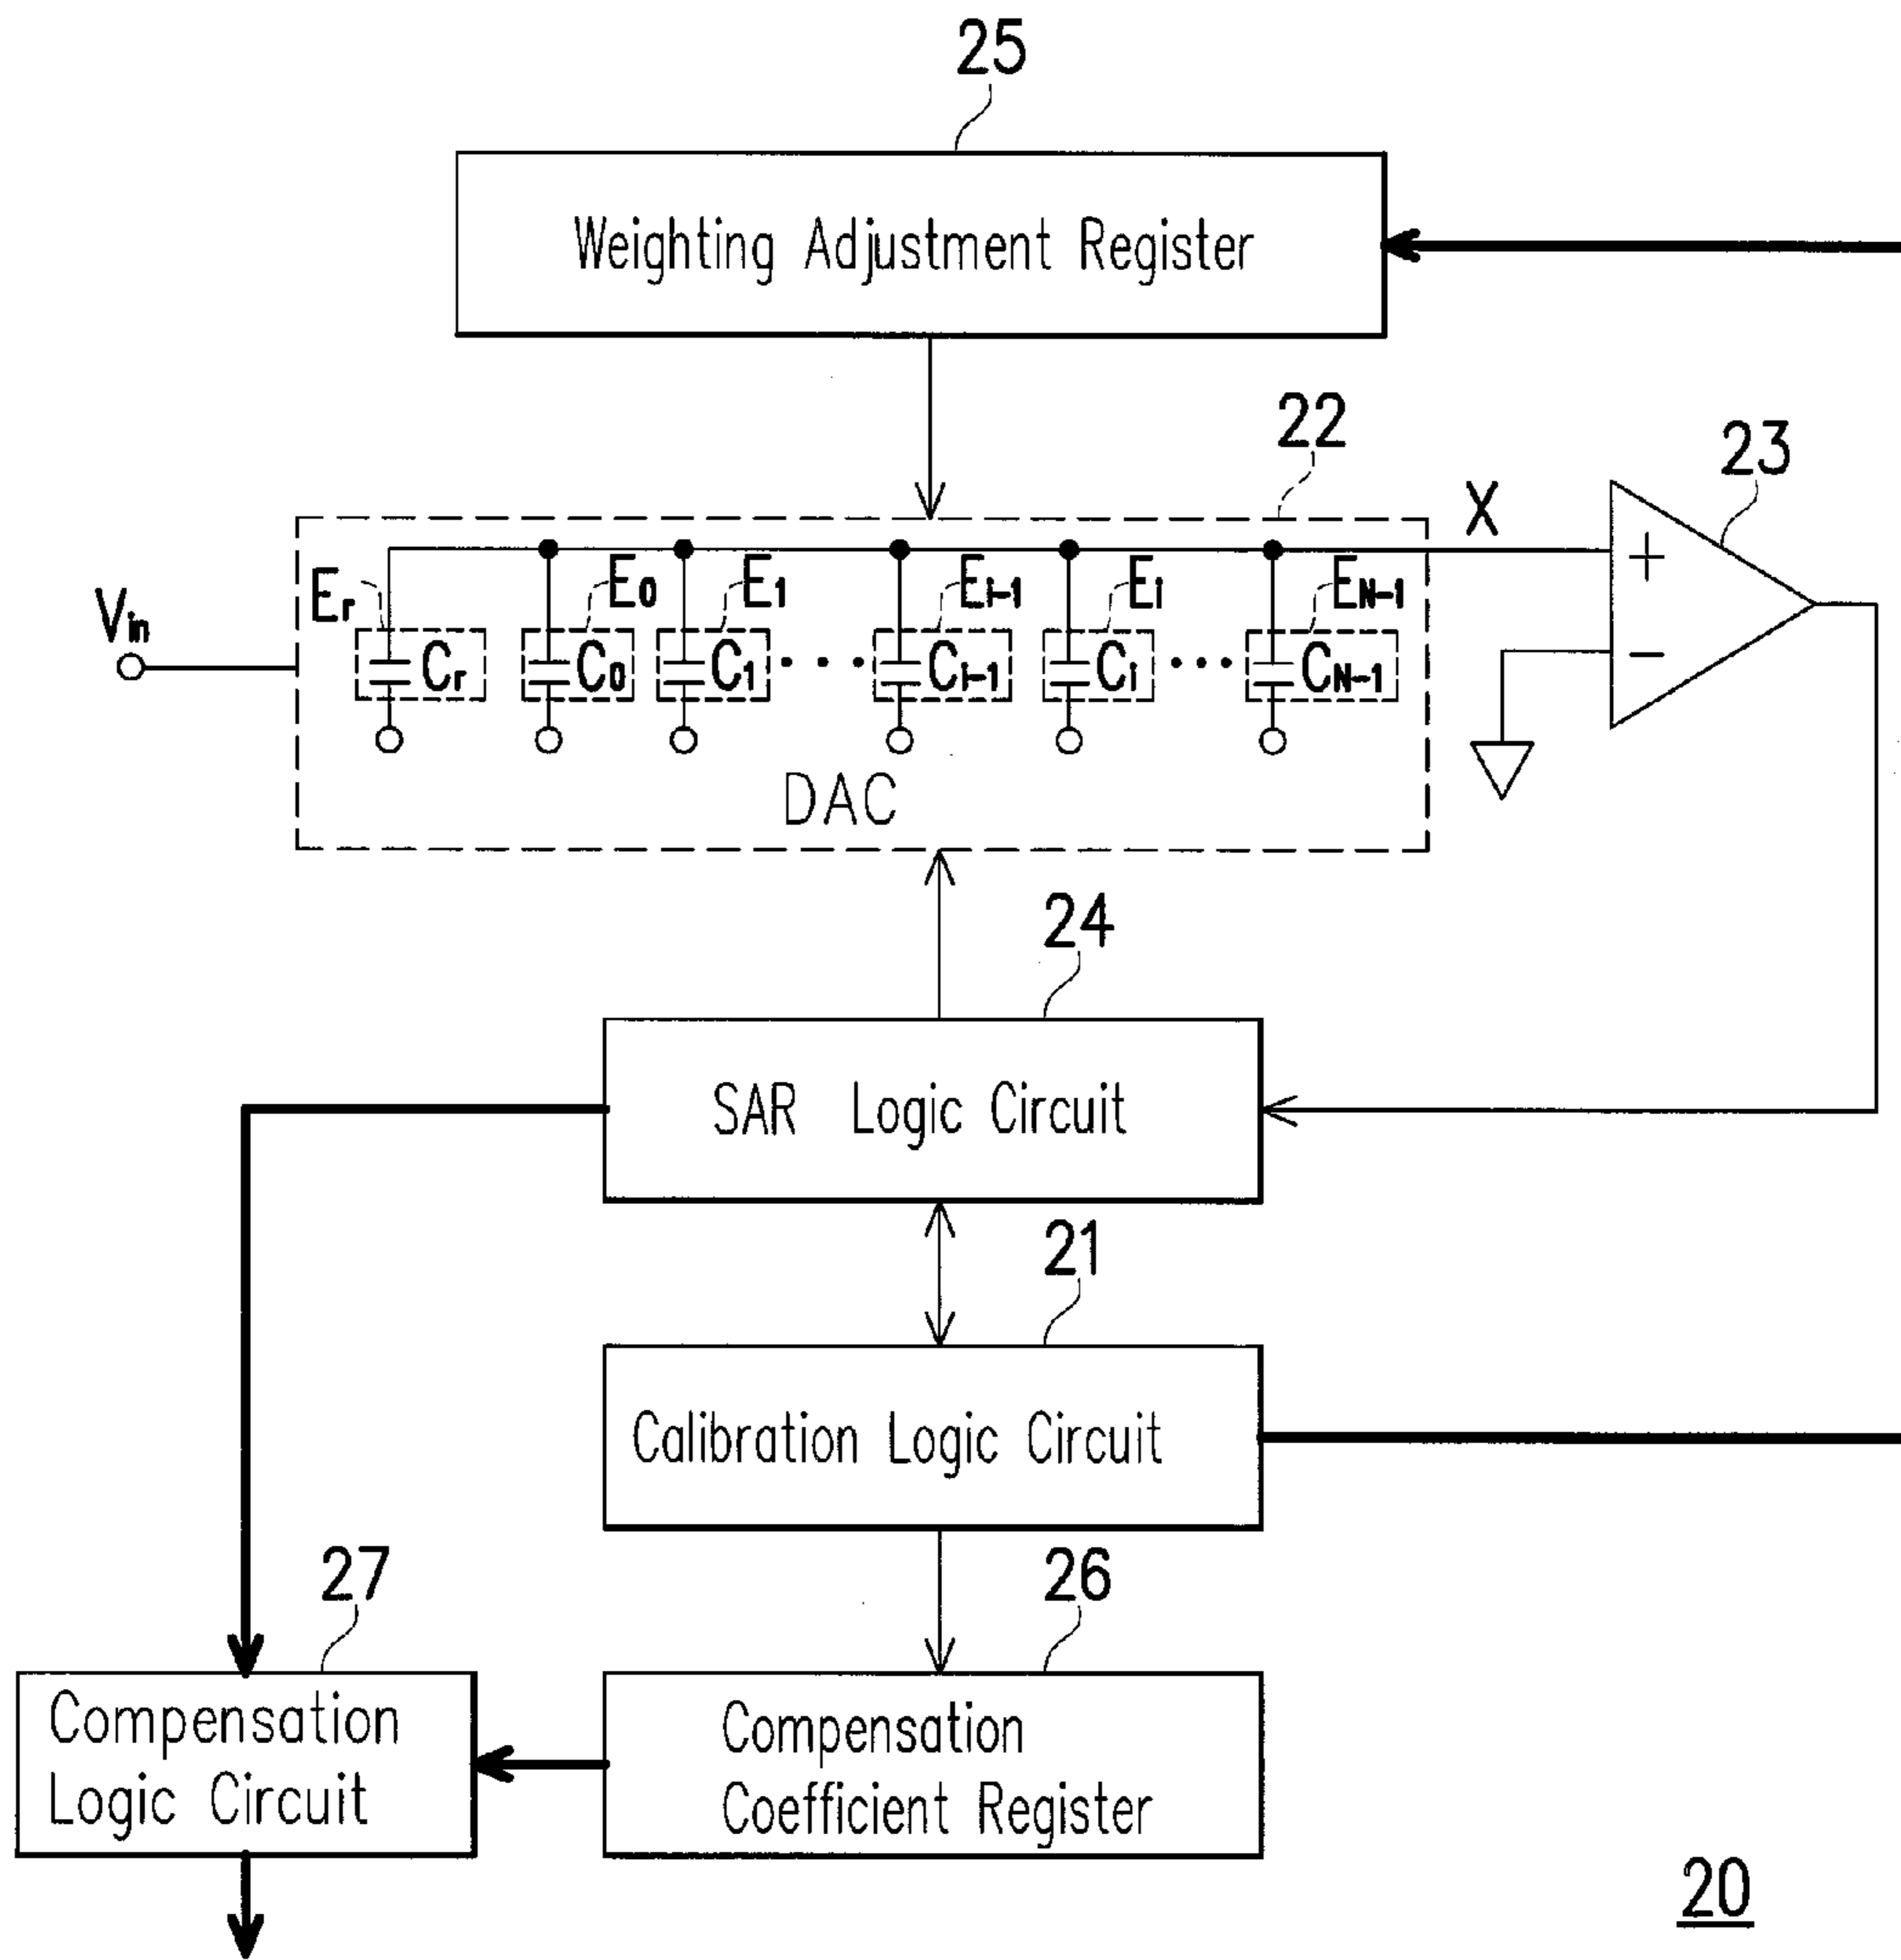 25
Weighting Adjustment Register
22
23
X
Er
E0
E1
Ei-1
Ei
EN-1
Vin
Cr
C0
C1
...
Ci-1
Ci
...
CN-1
+
−
DAC
24
SAR Logic Circuit
21
Calibration Logic Circuit
27
26
Compensation
Logic Circuit
Compensation
Coefficient Register
20